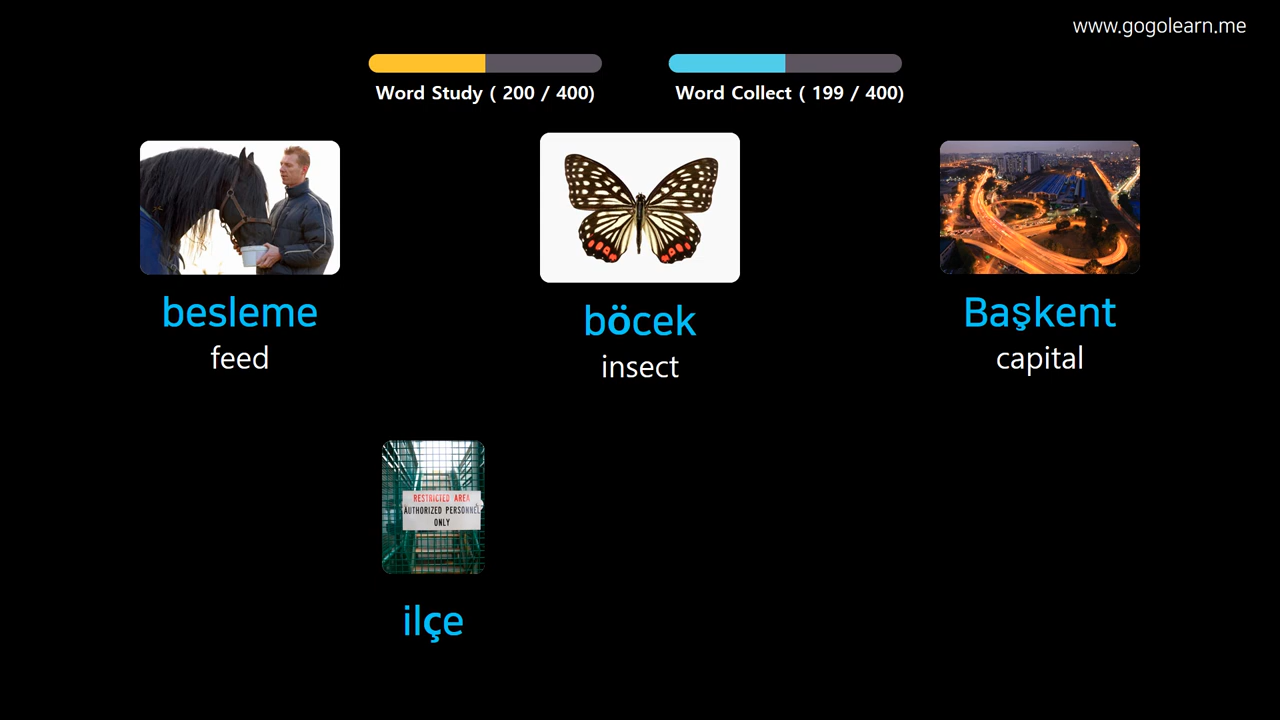 www.gogolearn.me
Word Study ( 200 / 400)
Word Collect ( 199 / 400)
besleme
feed
böcek
insect
Başkent
capital
RESTRICTED AREA
AUTHORIZED PERSONNEL
ONLY
ilçe